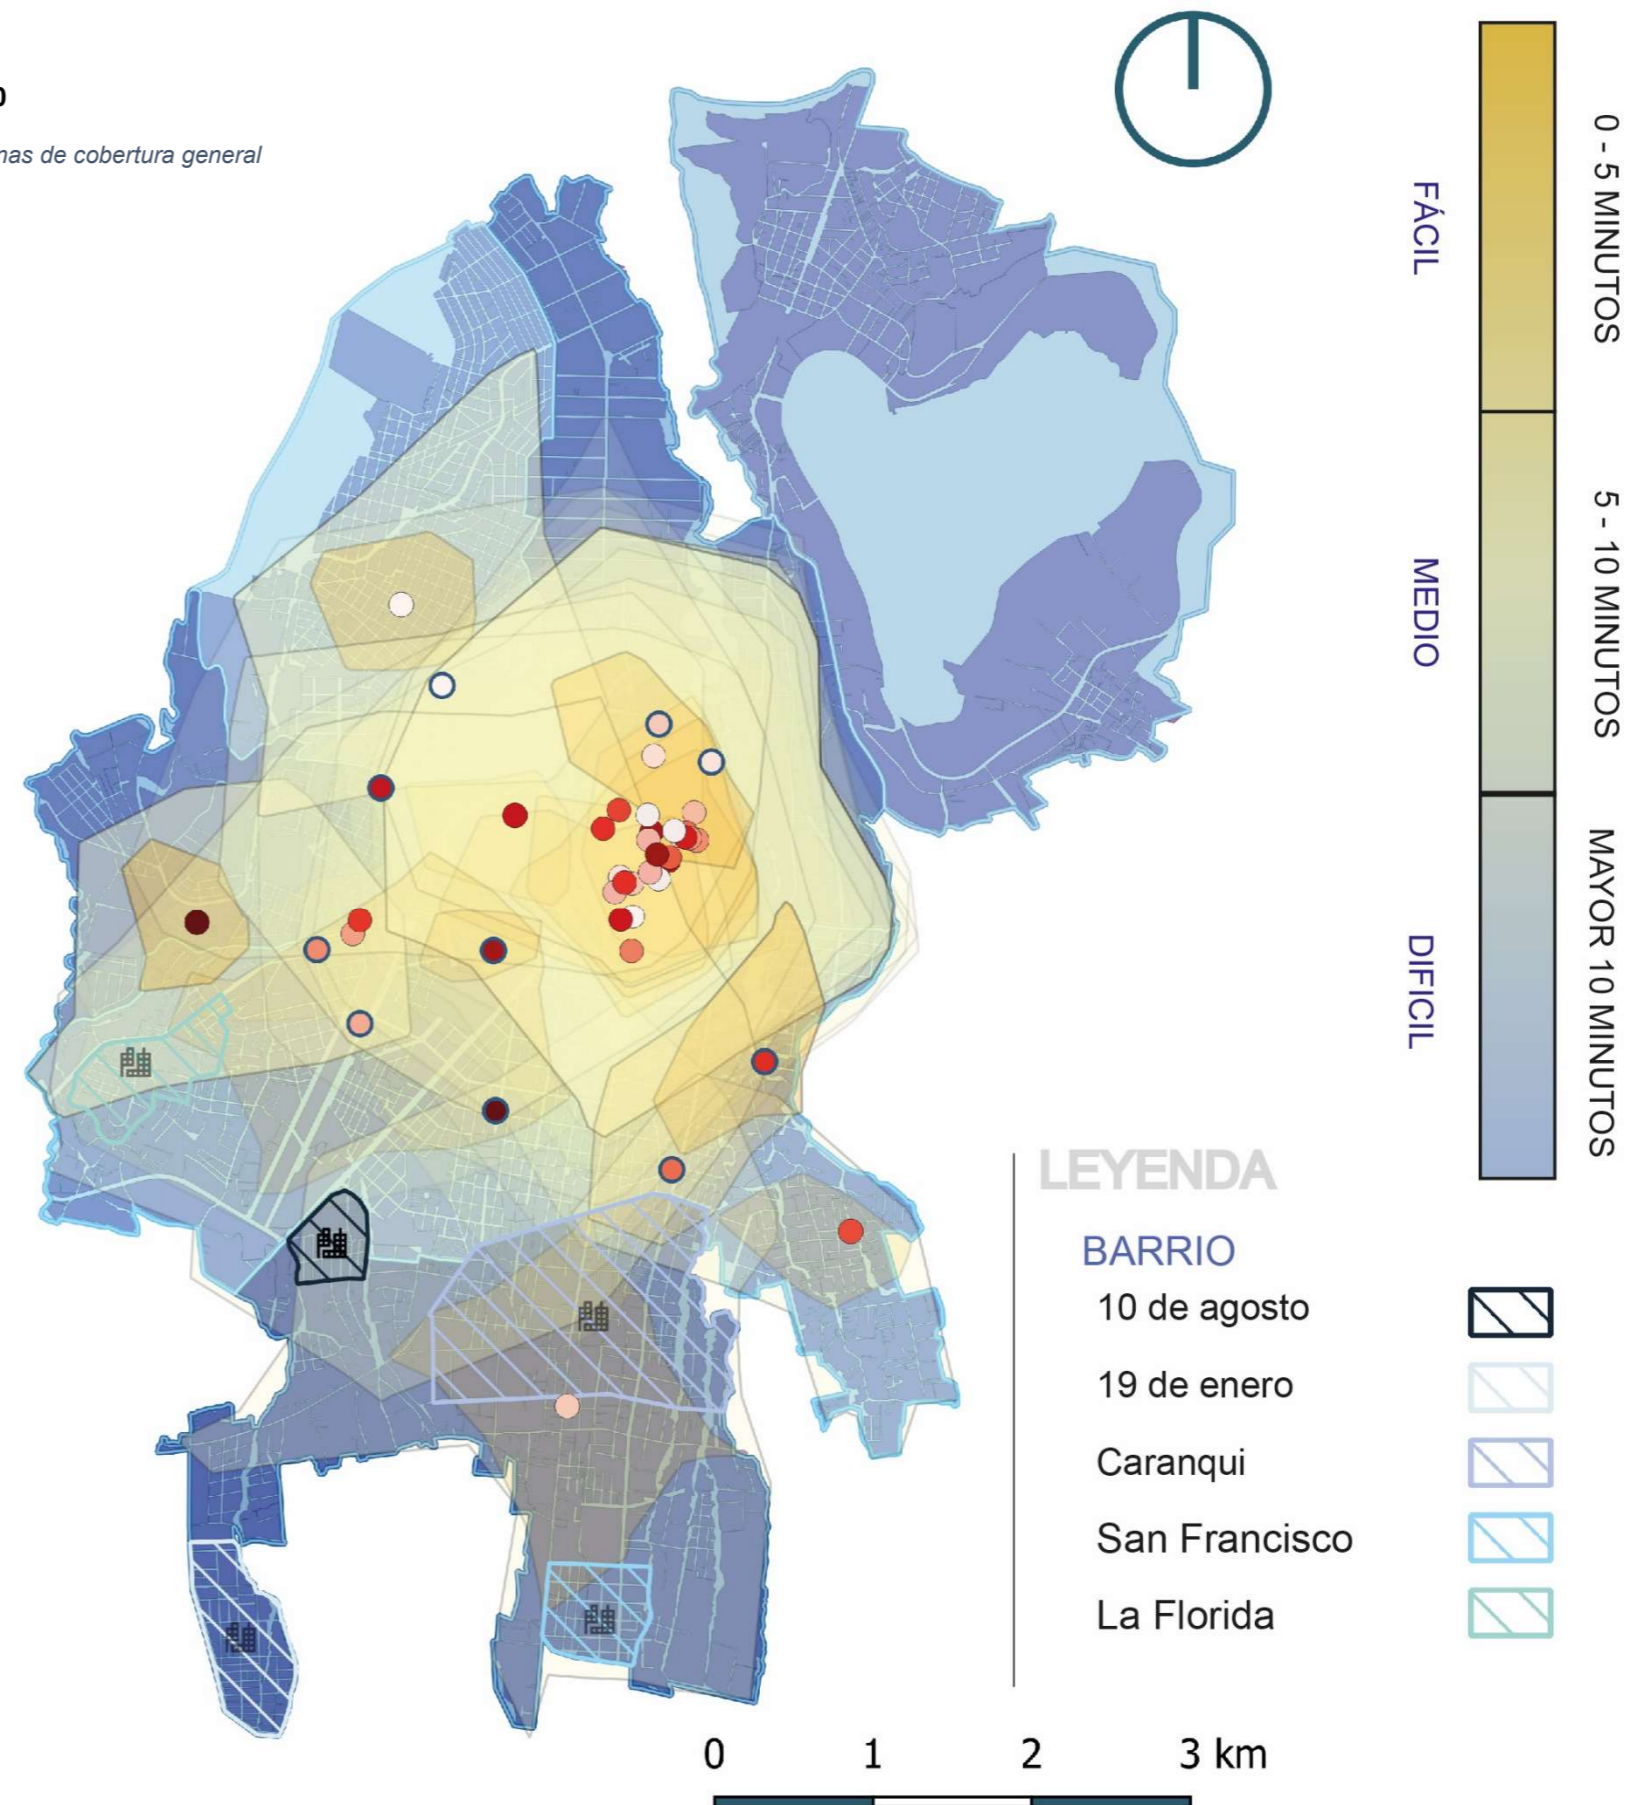 nas de cobertura general
FÁCIL
0 - 5 MINUTOS
MEDIO
5 - 10 MINUTOS
DIFICIL
MAYOR 10 MINUTOS
LEYENDA
BARRIO
10 de agosto
19 de enero
Caranqui
San Francisco
La Florida
0 1 2 3 km